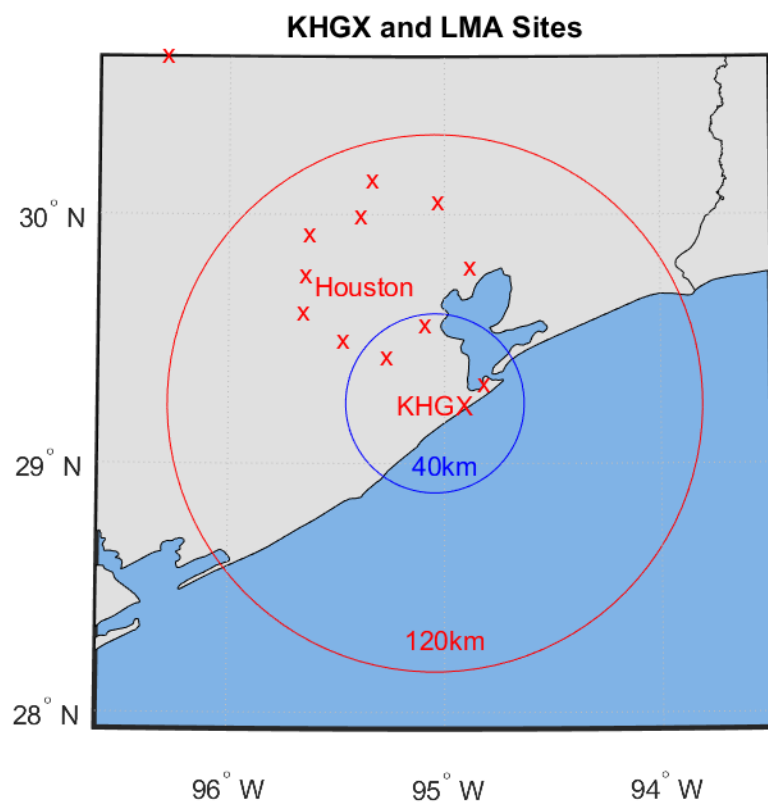 KHGX and LMA Sites
x
x
x
30° N
x
x
x
x
Houston
x
x
x
x
x
KHGX
29° N
40km
120km
28° N
96° W
95° W
94° W